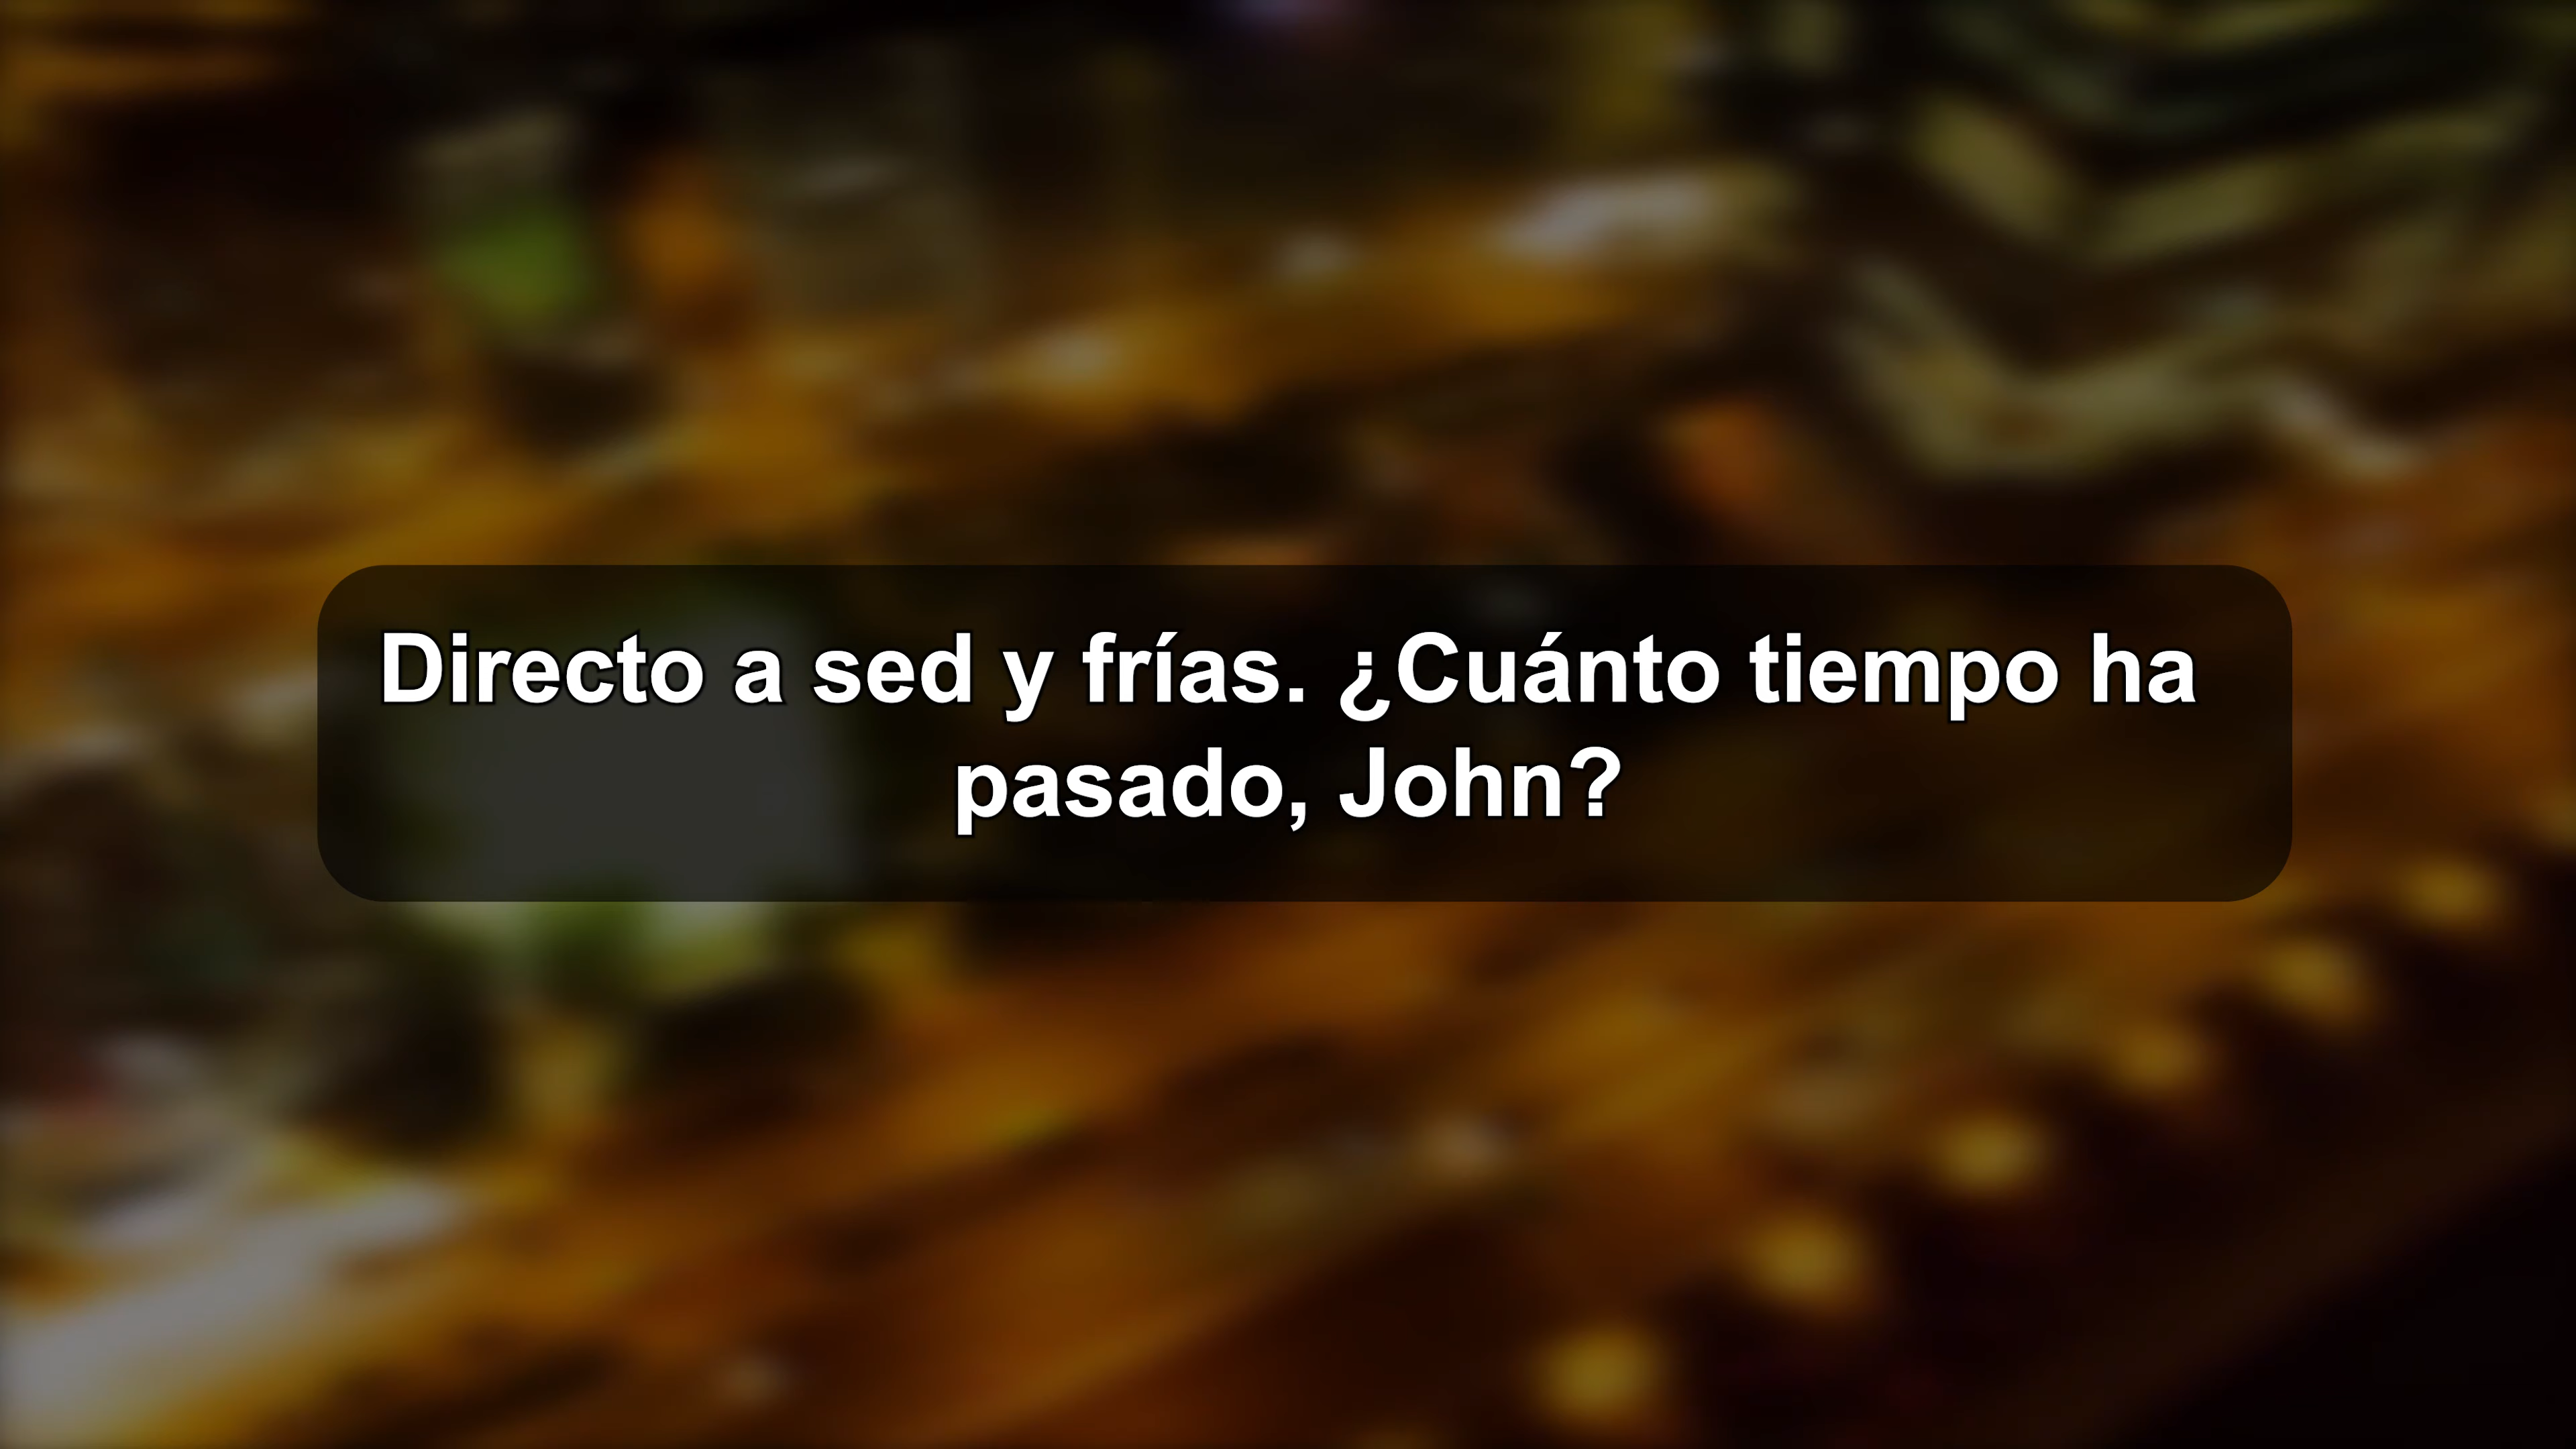 Directo a sed y frías. ¿Cuánto tiempo ha
pasado, John?